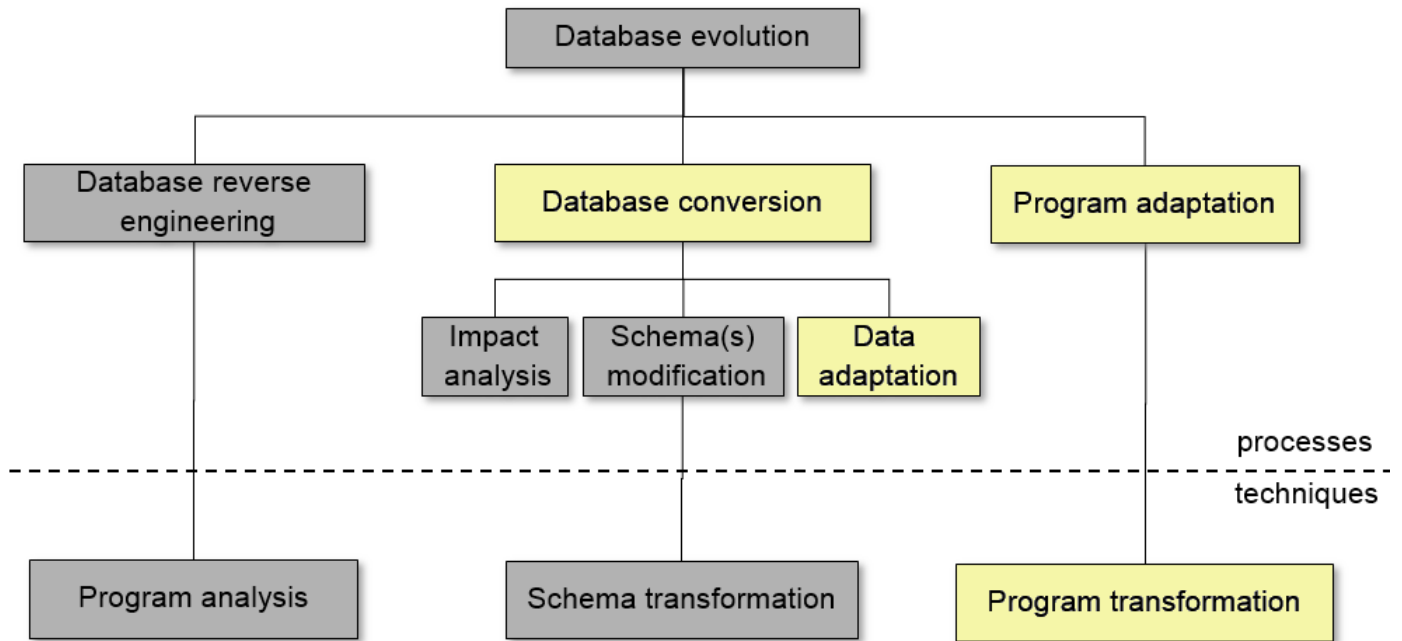 Database evolution
Database reverse
engineering
Database conversion
Program adaptation
Impact
analysis
Schema(s)
modification
Data
adaptation
processes
techniques
Program analysis
Schema transformation
Program transformation